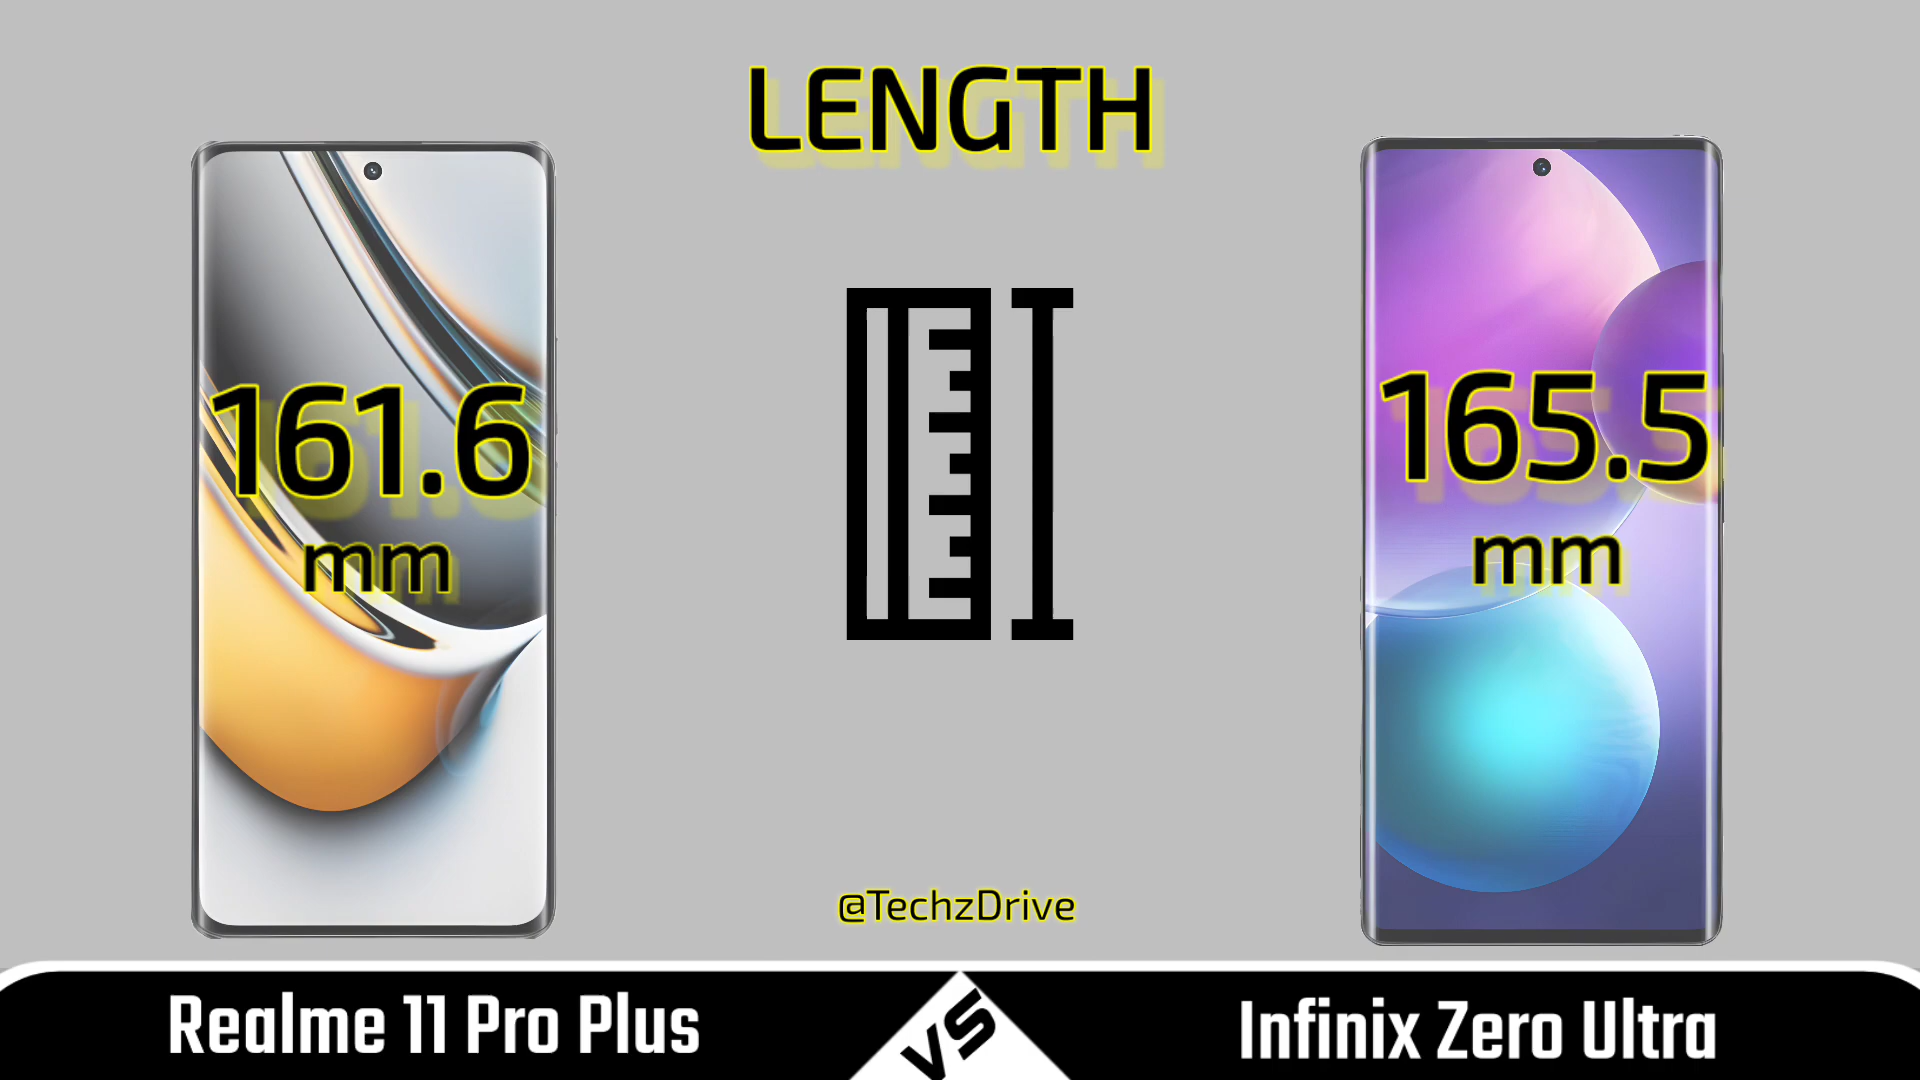 LENGTH
161.6
mm
165.5
mm
@TechzDrive
Realme 11 Pro Plus
VS
Infinix Zero Ultra